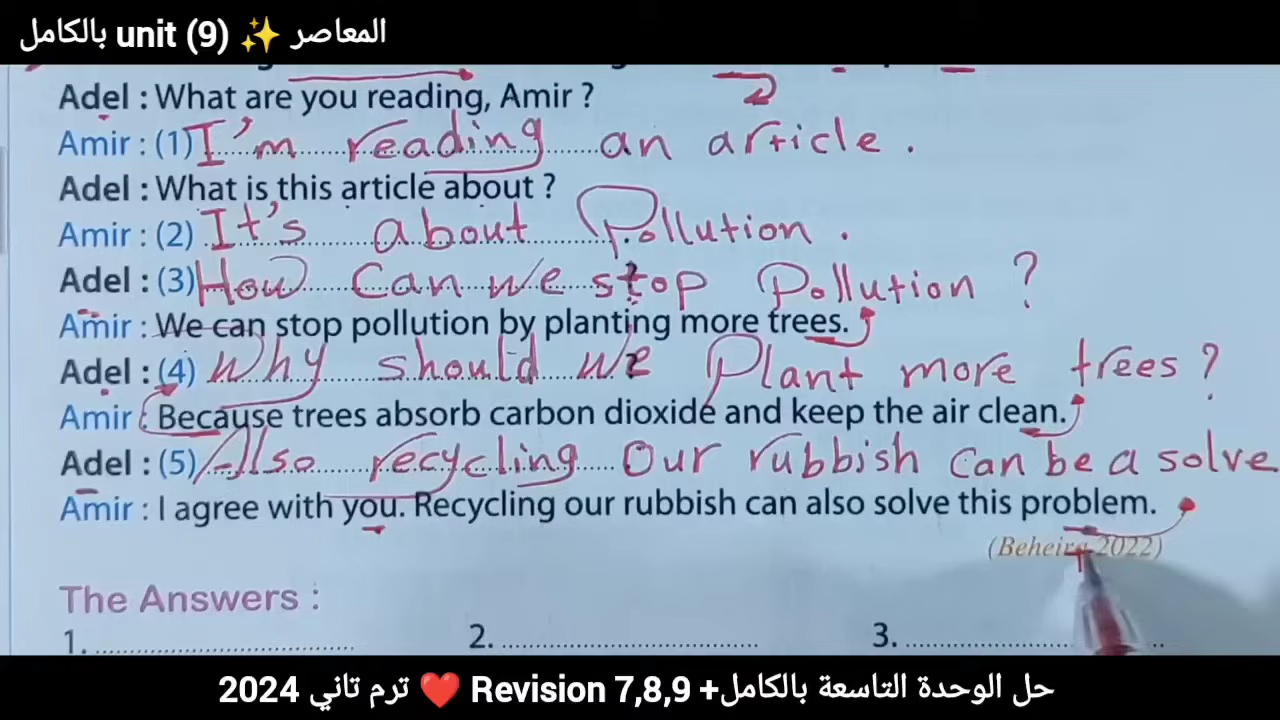 المعاصر ✨ unit (9) بالكامل
Adel : What are you reading, Amir ?
Amir : (1) I'm reading an article .
Adel : What is this article about ?
Amir : (2) It's about Pollution .
Adel : (3) How Can we stop Pollution ?
Amir : We can stop pollution by planting more trees.
Adel : (4) Why should we Plant more trees ?
Amir : Because trees absorb carbon dioxide and keep the air clean.
Adel : (5) Also recycling Our rubbish can be a solve
Amir : I agree with you. Recycling our rubbish can also solve this problem.
(Beheira 2022)
The Answers :
1. 2. 3.
حل الوحدة التاسعة بالكامل+ Revision 7,8,9 ❤️ ترم تاني 2024